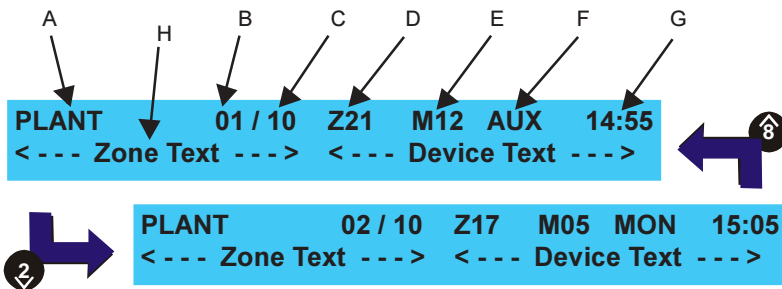 A H B C D E F G
PLANT 01 / 10 Z21 M12 AUX 14:55
< - - - Zone Text - - - > < - - - Device Text - - - >
8
PLANT 02 / 10 Z17 M05 MON 15:05
< - - - Zone Text - - - > < - - - Device Text - - - >
2